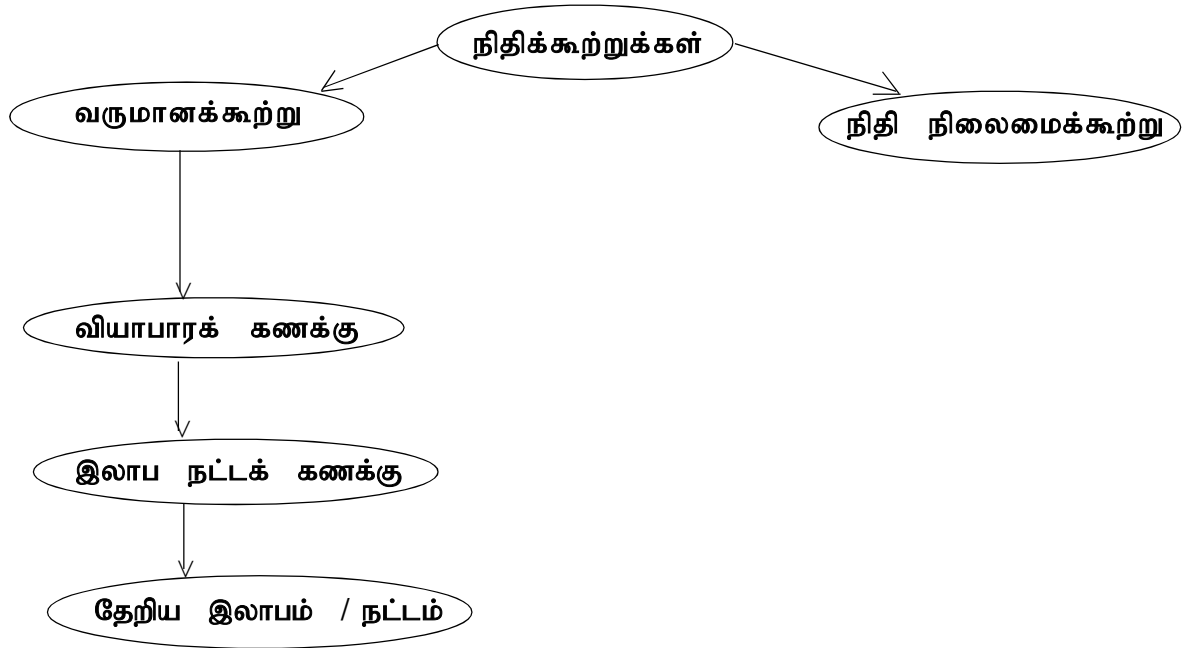 நிதிக்கூற்றுக்கள்
வருமானக்கூற்று
நிதி நிலைமைக்கூற்று
வியாபாரக் கணக்கு
இலாப நட்டக் கணக்கு
தேறிய இலாபம் / நட்டம்